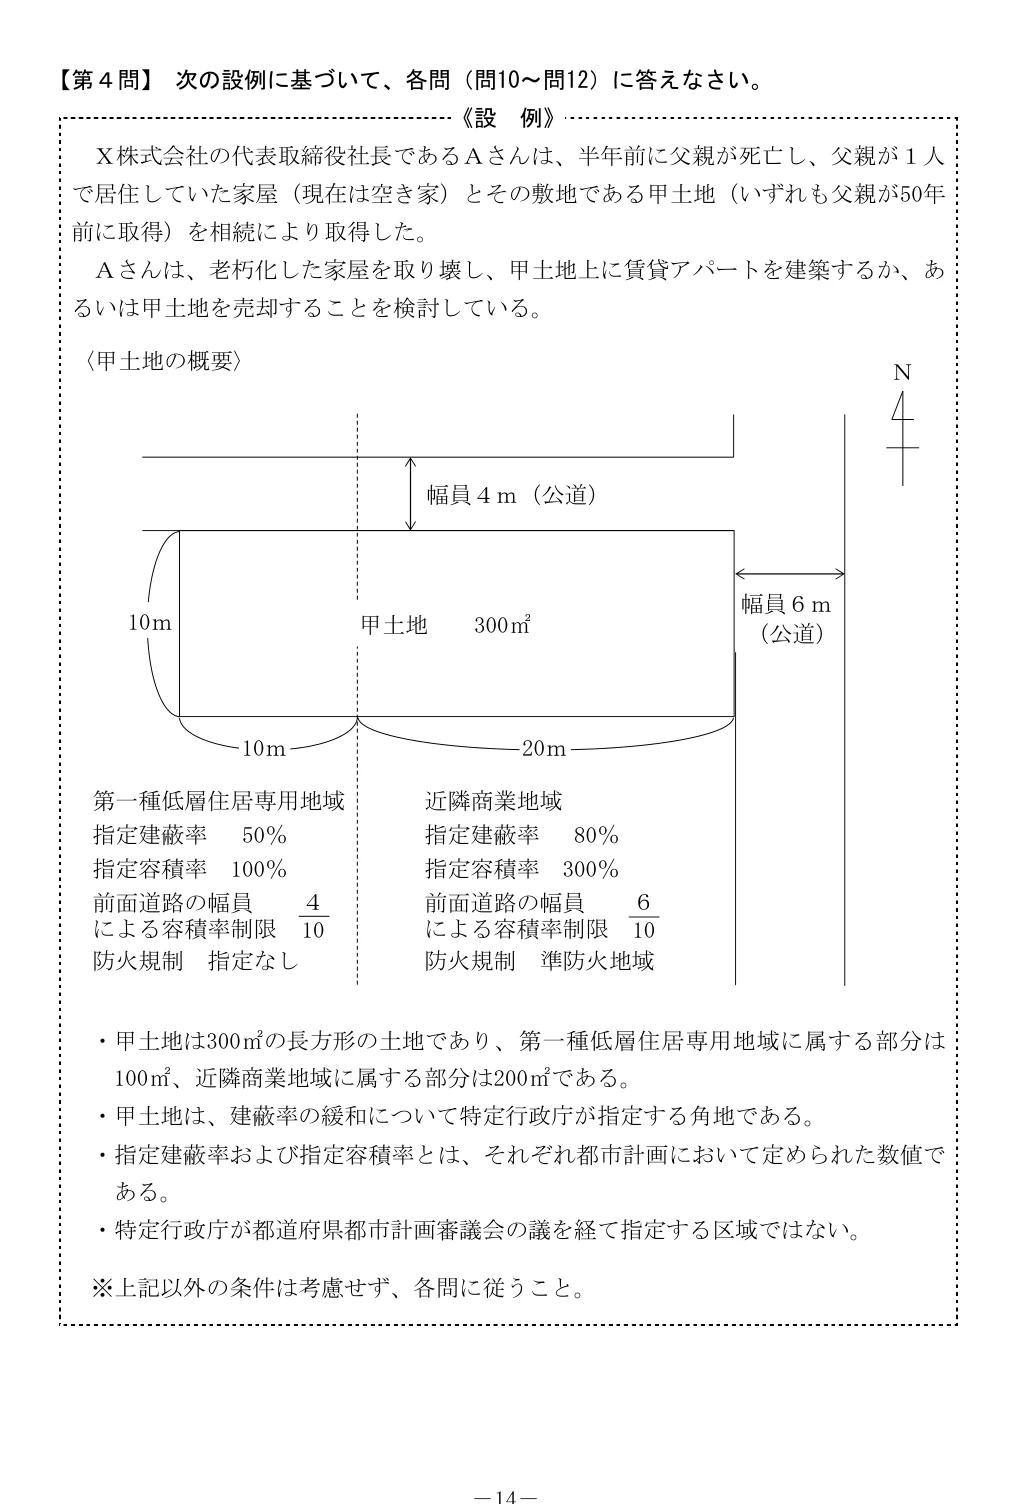 【第４問】　次の設例に基づいて、各問（問10～問12）に答えなさい。
《設　例》
Ｘ株式会社の代表取締役社長であるＡさんは、半年前に父親が死亡し、父親が１人
で居住していた家屋（現在は空き家）とその敷地である甲土地（いずれも父親が50年
前に取得）を相続により取得した。
Ａさんは、老朽化した家屋を取り壊し、甲土地上に賃貸アパートを建築するか、あ
るいは甲土地を売却することを検討している。
〈甲土地の概要〉
N
幅員４ｍ（公道）
幅員６ｍ
（公道）
10m
甲土地　　300㎡
10m
20m
第一種低層住居専用地域
指定建蔽率　50％
指定容積率　100％
前面道路の幅員
による容積率制限　4/10
防火規制　指定なし
近隣商業地域
指定建蔽率　80％
指定容積率　300％
前面道路の幅員
による容積率制限　6/10
防火規制　準防火地域
・甲土地は300㎡の長方形の土地であり、第一種低層住居専用地域に属する部分は
100㎡、近隣商業地域に属する部分は200㎡である。
・甲土地は、建蔽率の緩和について特定行政庁が指定する角地である。
・指定建蔽率および指定容積率とは、それぞれ都市計画において定められた数値で
ある。
・特定行政庁が都道府県都市計画審議会の議を経て指定する区域ではない。
※上記以外の条件は考慮せず、各問に従うこと。
－14－